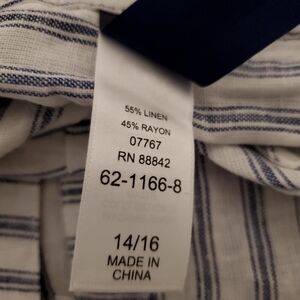 55% LINEN
45% RAYON
07767
RN 88842
62-1166-8
14/16
MADE IN
CHINA